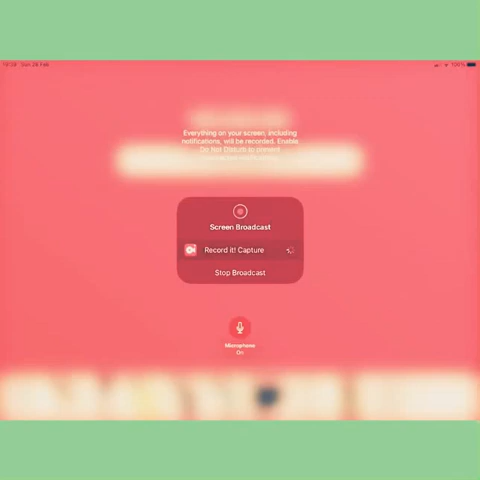 Sun 28 Feb
100%
Everything on your screen, including
notifications, will be recorded. Enable
Do Not Disturb to prevent
Screen Broadcast
Record it! Capture
Stop Broadcast
Microphone
On